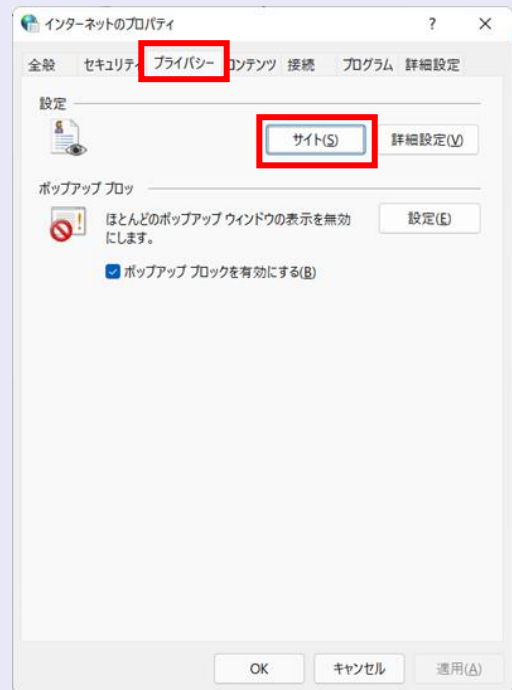 インターネットのプロパティ ? ×
全般 セキュリティ プライバシー コンテンツ 接続 プログラム 詳細設定
設定
サイト(S) 詳細設定(V)
ポップアップ ブロッ
ほとんどのポップアップ ウィンドウの表示を無効 設定(E)
にします。
ポップアップ ブロックを有効にする(B)
OK キャンセル 適用(A)